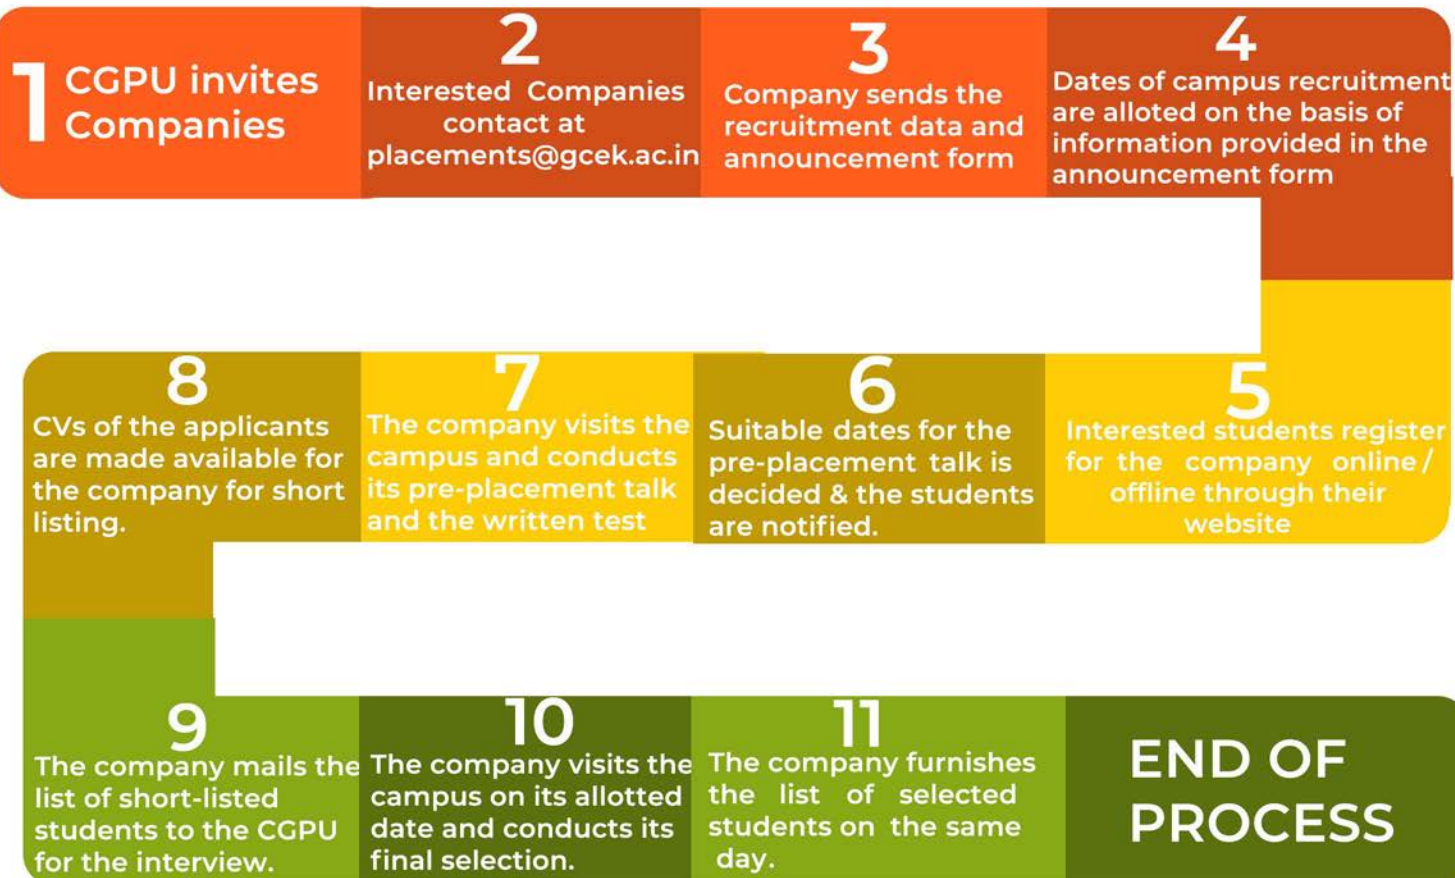 1
CGPU invites
Companies
2
Interested Companies
contact at
placements@gcek.ac.in
3
Company sends the
recruitment data and
announcement form
4
Dates of campus recruitment
are alloted on the basis of
information provided in the
announcement form
5
Interested students register
for the company online /
offline through their
website
6
Suitable dates for the
pre-placement talk is
decided & the students
are notified.
7
The company visits the
campus and conducts
its pre-placement talk
and the written test
8
CVs of the applicants
are made available for
the company for short
listing.
9
The company mails the
list of short-listed
students to the CGPU
for the interview.
10
The company visits the
campus on its allotted
date and conducts its
final selection.
11
The company furnishes
the list of selected
students on the same
day.
END OF
PROCESS